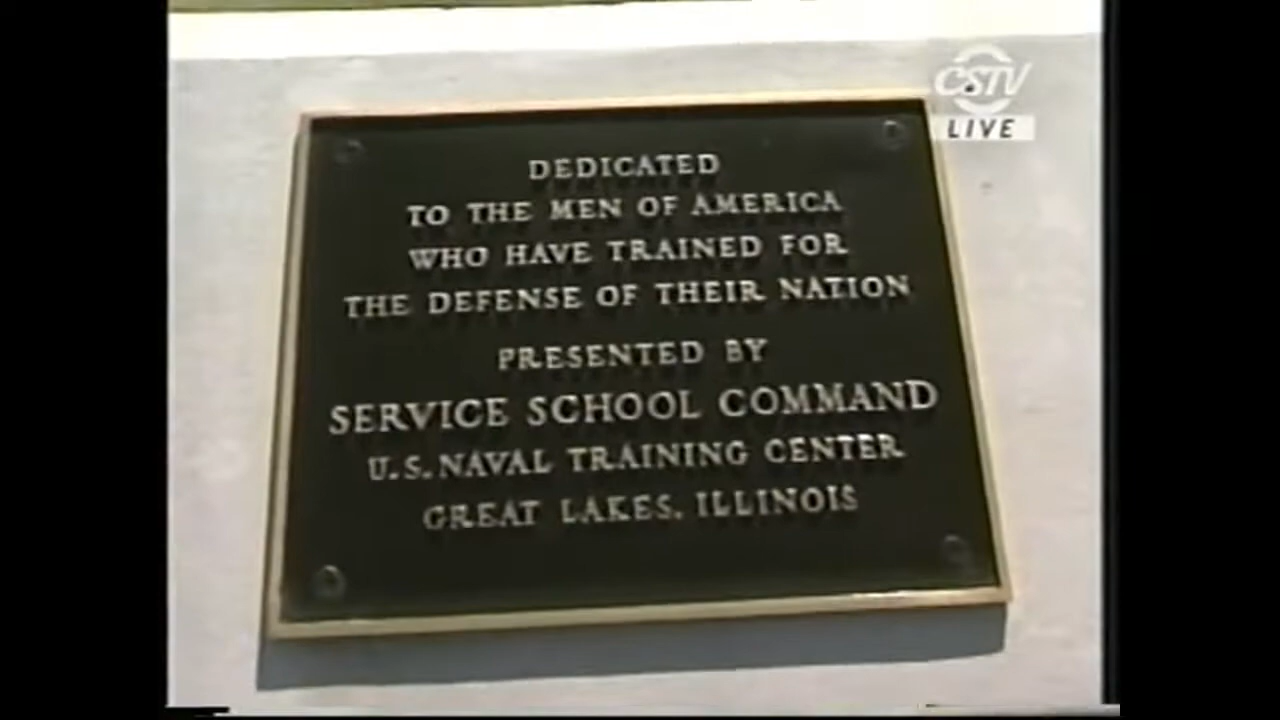 CSTV
LIVE
DEDICATED
TO THE MEN OF AMERICA
WHO HAVE TRAINED FOR
THE DEFENSE OF THEIR NATION
PRESENTED BY
SERVICE SCHOOL COMMAND
U.S. NAVAL TRAINING CENTER
GREAT LAKES, ILLINOIS